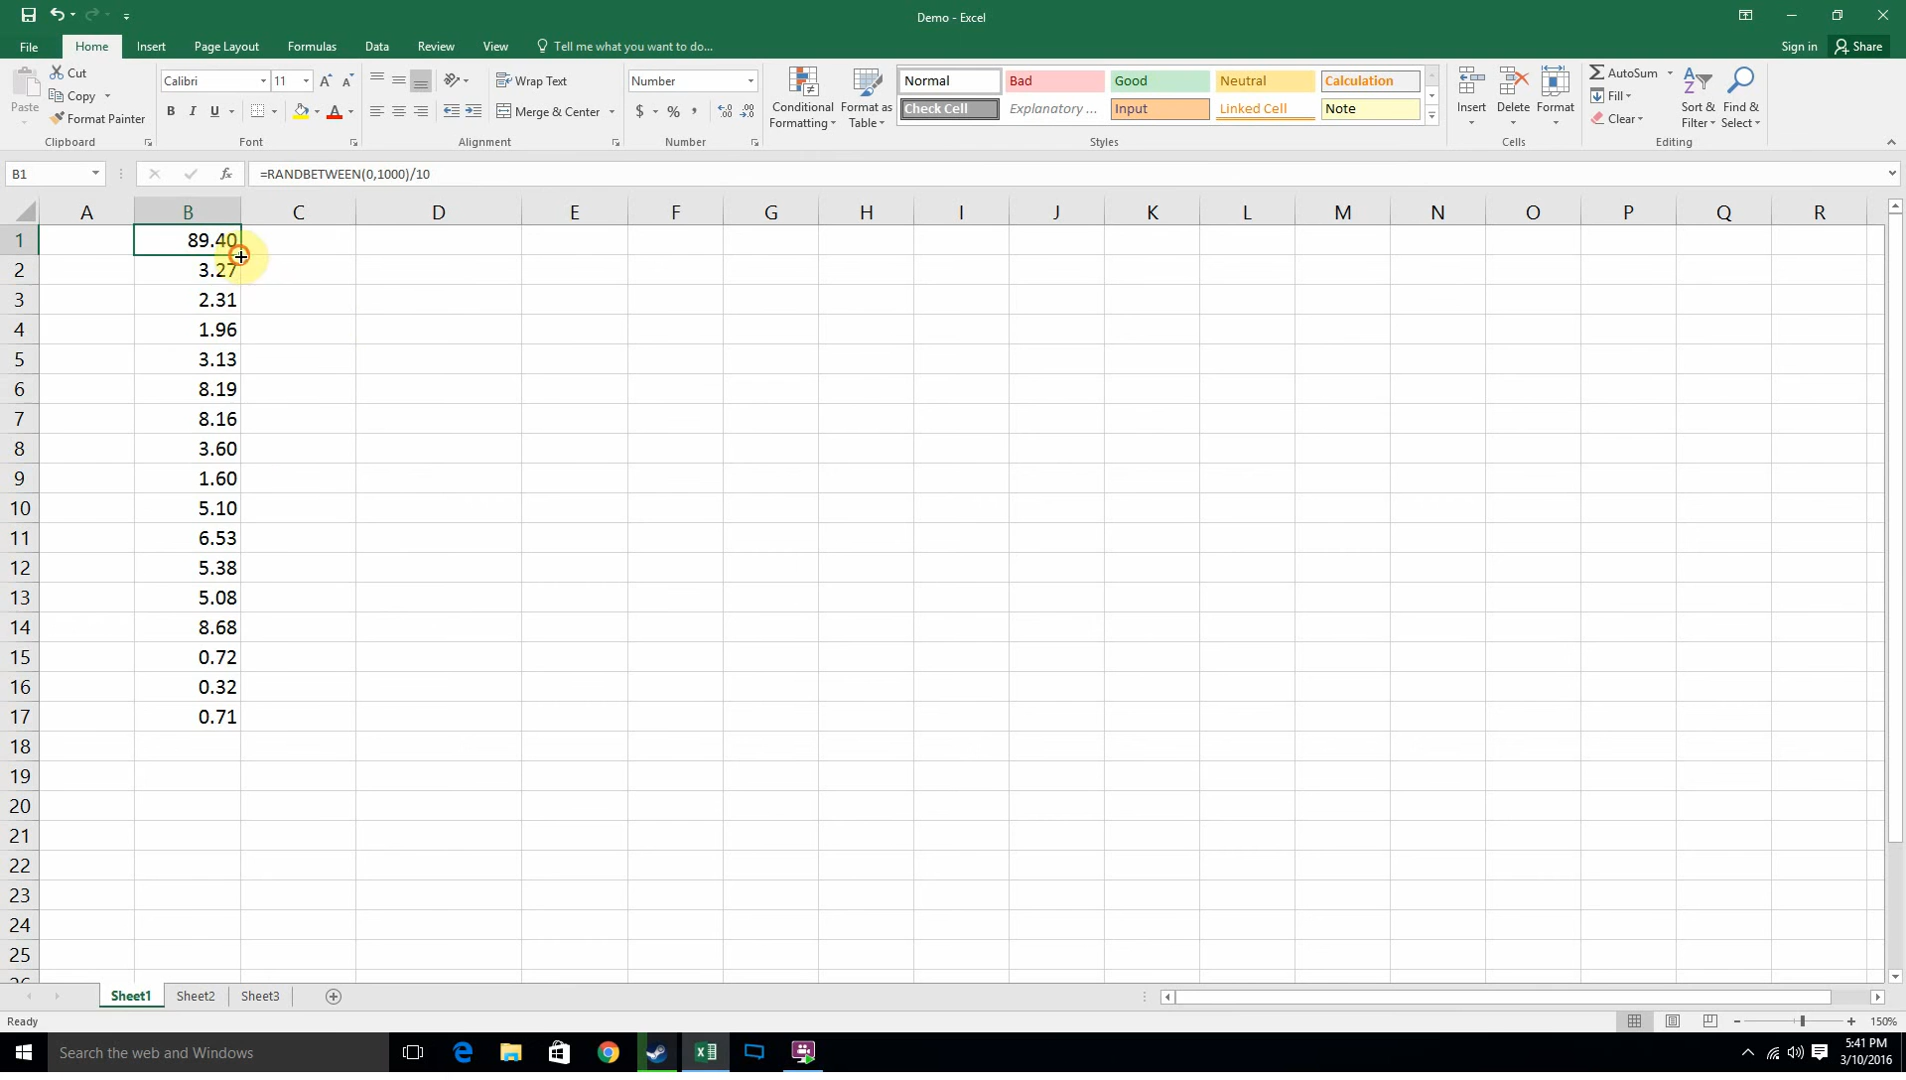 Demo - Excel
File Home Insert Page Layout Formulas Data Review View Tell me what you want to do... Sign in Share
Paste Cut Copy Format Painter Clipboard
Calibri 11 A A B I U A Font
Wrap Text Merge & Center Alignment
Number $ % , Number
Conditional Formatting Format as Table
Normal Bad Good Neutral Calculation
Check Cell Explanatory ... Input Linked Cell Note
Styles
Insert Delete Format Cells
AutoSum Fill Clear Sort & Filter Find & Select Editing
B1 fx =RANDBETWEEN(0,1000)/10
A B C D E F G H I J K L M N O P Q R
1 89.40
2 3.27
3 2.31
4 1.96
5 3.13
6 8.19
7 8.16
8 3.60
9 1.60
10 5.10
11 6.53
12 5.38
13 5.08
14 8.68
15 0.72
16 0.32
17 0.71
18
19
20
21
22
23
24
25
Sheet1 Sheet2 Sheet3
Ready 150%
Search the web and Windows 5:41 PM
3/10/2016